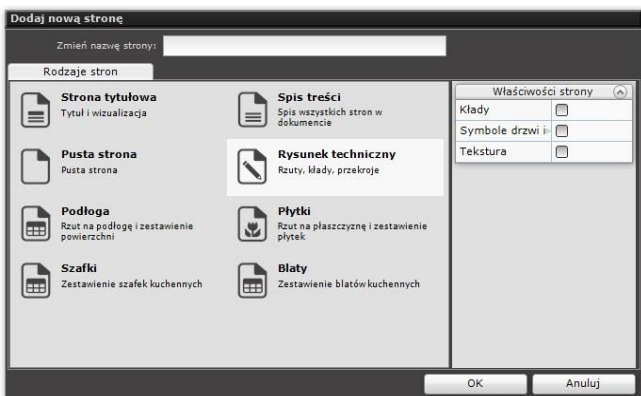 Dodaj nową stronę
Zmień nazwę strony:
Rodzaje stron
Strona tytułowa
Tytuł i wizualizacja
Spis treści
Spis wszystkich stron w
dokumencie
Pusta strona
Pusta strona
Rysunek techniczny
Rzuty, kłady, przekroje
Podłoga
Rzut na podłogę i zestawienie
powierzchni
Płytki
Rzut na płaszczyznę i zestawienie
płytek
Szafki
Zestawienie szafek kuchennych
Blaty
Zestawienie blatów kuchennych
Właściwości strony
Kłady
Symbole drzwi i
Tekstura
OK
Anuluj